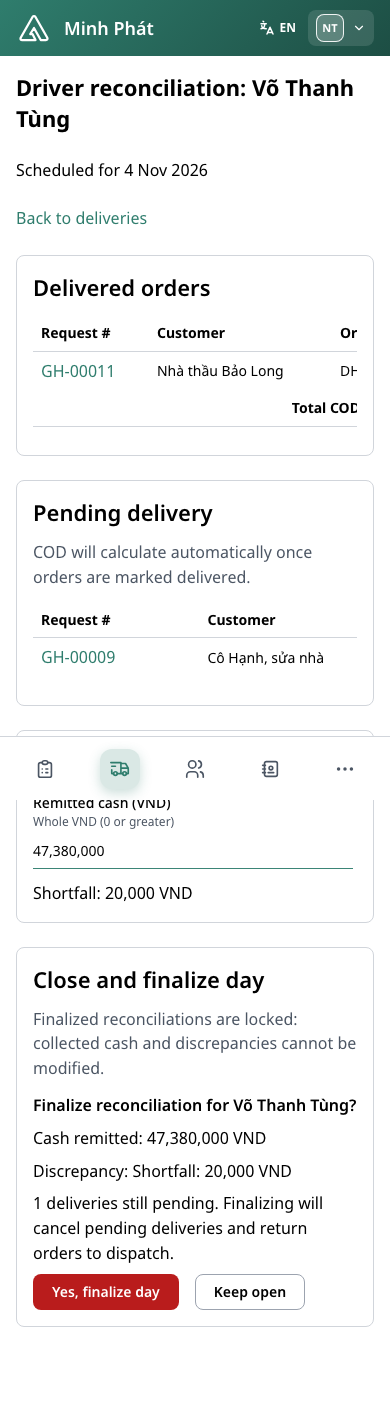 Minh Phát
EN
NT
Driver reconciliation: Võ Thanh
Tùng
Scheduled for 4 Nov 2026
Back to deliveries
Delivered orders
Request # Customer Or
GH-00011 Nhà thầu Bảo Long DH
Total COD
Pending delivery
COD will calculate automatically once
orders are marked delivered.
Request # Customer
GH-00009 Cô Hạnh, sửa nhà
Remitted cash (VND)
Whole VND (0 or greater)
47,380,000
Shortfall: 20,000 VND
Close and finalize day
Finalized reconciliations are locked:
collected cash and discrepancies cannot be
modified.
Finalize reconciliation for Võ Thanh Tùng?
Cash remitted: 47,380,000 VND
Discrepancy: Shortfall: 20,000 VND
1 deliveries still pending. Finalizing will
cancel pending deliveries and return
orders to dispatch.
Yes, finalize day Keep open